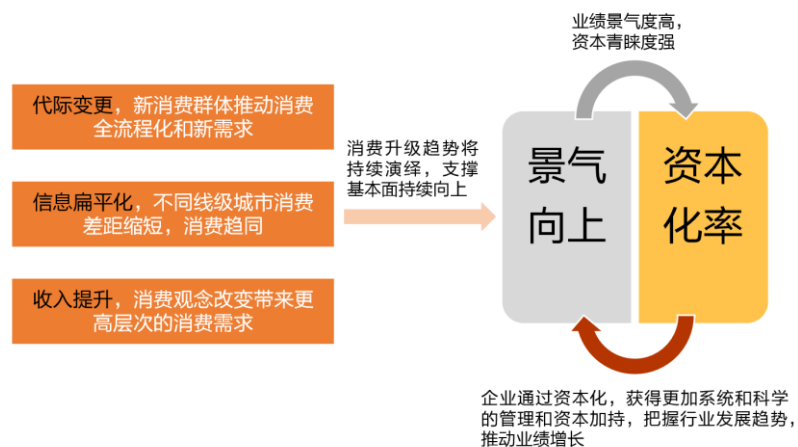 代际变更，新消费群体推动消费
全流程化和新需求
信息扁平化，不同线级城市消费
差距缩短，消费趋同
收入提升，消费观念改变带来更
高层次的消费需求
消费升级趋势将
持续演绎，支撑
基本面持续向上
业绩景气度高，
资本青睐度强
景气
向上
资本
化率
企业通过资本化，获得更加系统和科学
的管理和资本加持，把握行业发展趋势，
推动业绩增长